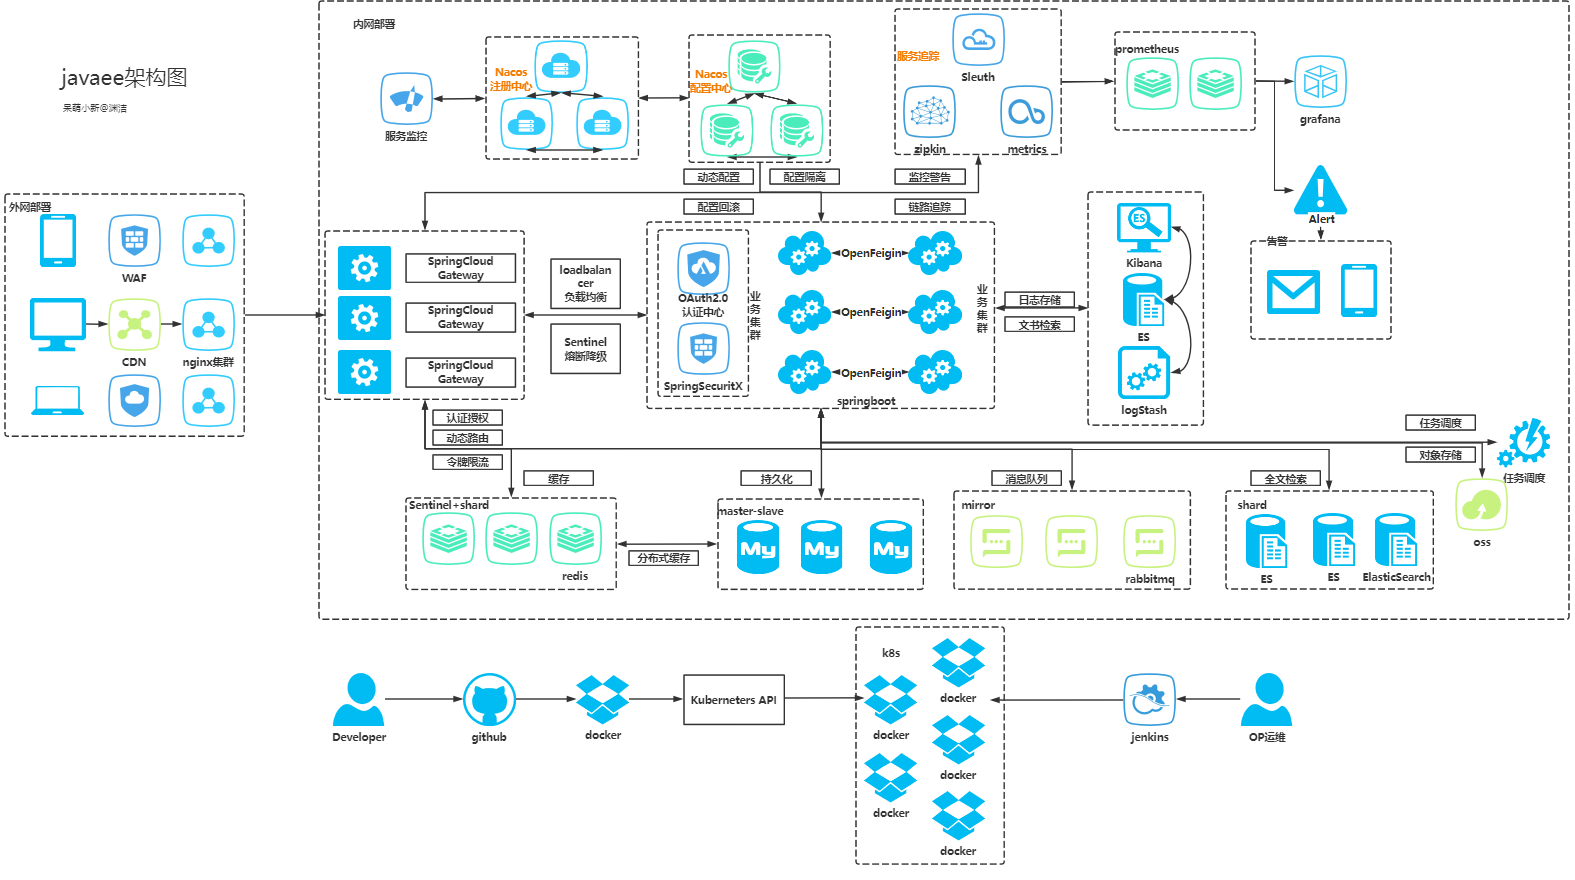 javaee架构图
呆萌小新@渊洁
内网部署
服务监控
Nacos
注册中心
Nacos
配置中心
服务追踪
Sleuth
zipkin
metrics
prometheus
grafana
动态配置
配置隔离
监控警告
配置回滚
链路追踪
Alert
告警
外网部署
WAF
CDN
nginx集群
SpringCloud
Gateway
SpringCloud
Gateway
SpringCloud
Gateway
loadbalan
cer
负载均衡
Sentinel
熔断降级
OAuth2.0
认证中心
SpringSecuritX
业务集群
OpenFeigin
OpenFeigin
OpenFeigin
业务集群
springboot
日志存储
文书检索
Kibana
ES
ES
logStash
认证授权
动态路由
令牌限流
任务调度
对象存储
任务调度
缓存
持久化
消息队列
全文检索
Sentinel+shard
redis
分布式缓存
master-slave
My
My
My
mirror
rabbitmq
shard
ES
ES
ElasticSearch
oss
Developer
github
docker
Kuberneters API
k8s
docker
docker
docker
docker
docker
jenkins
OP运维